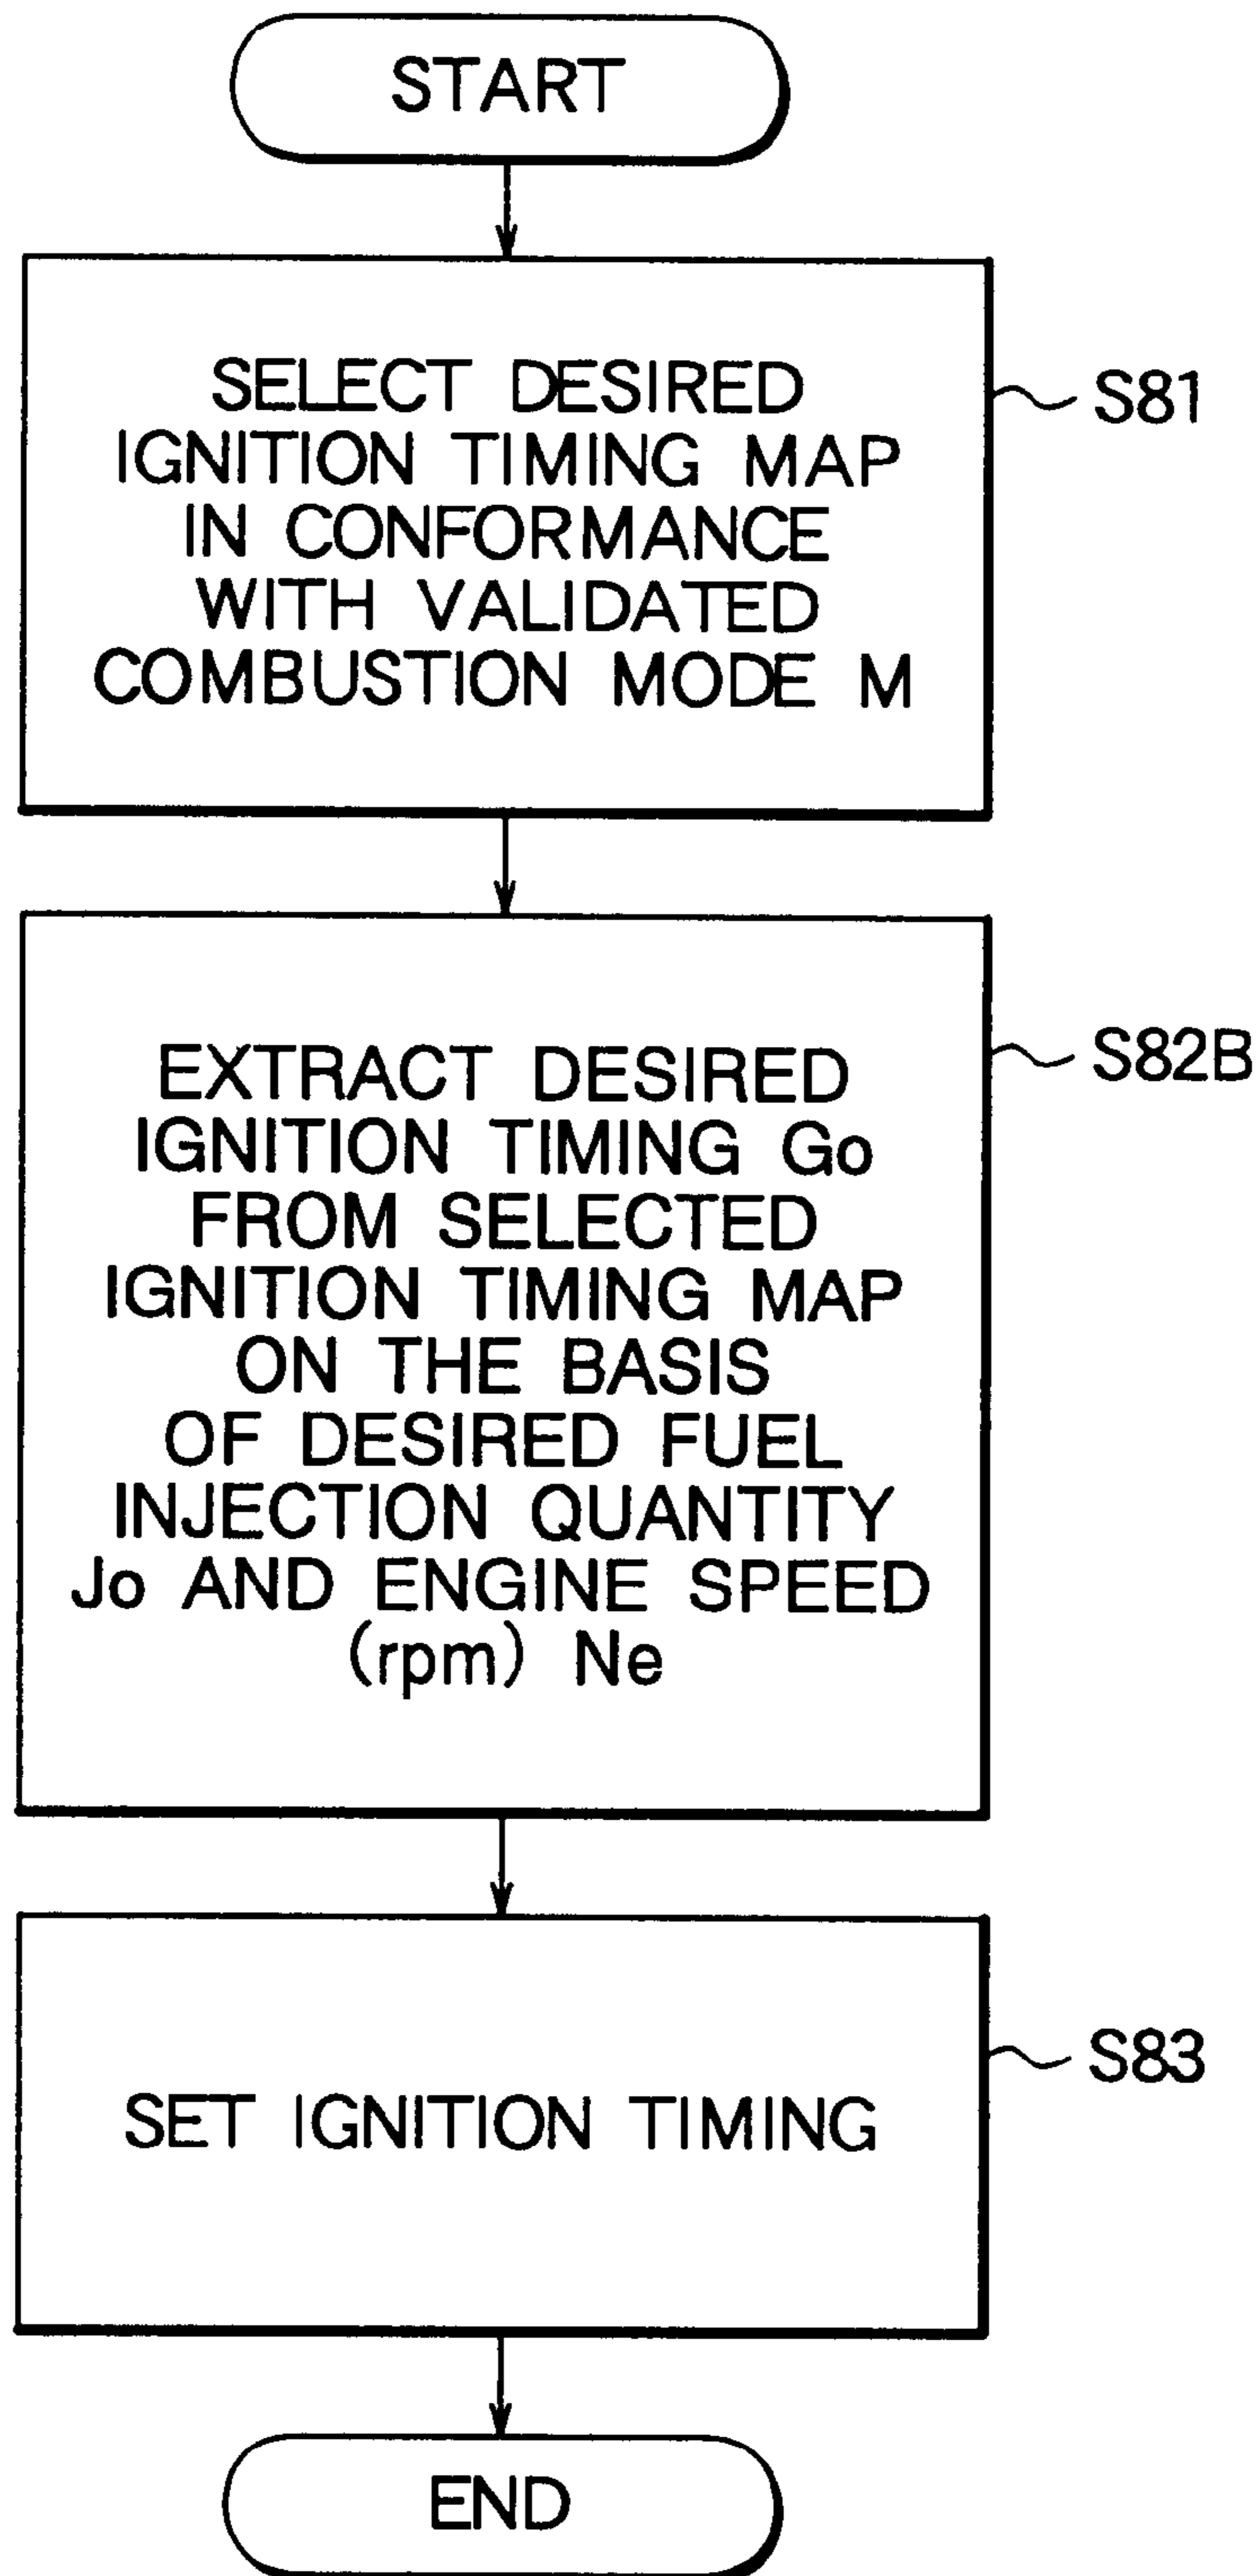 START
SELECT DESIRED
IGNITION TIMING MAP
IN CONFORMANCE
WITH VALIDATED
COMBUSTION MODE M
S81
EXTRACT DESIRED
IGNITION TIMING Go
FROM SELECTED
IGNITION TIMING MAP
ON THE BASIS
OF DESIRED FUEL
INJECTION QUANTITY
Jo AND ENGINE SPEED
(rpm) Ne
S82B
SET IGNITION TIMING
S83
END